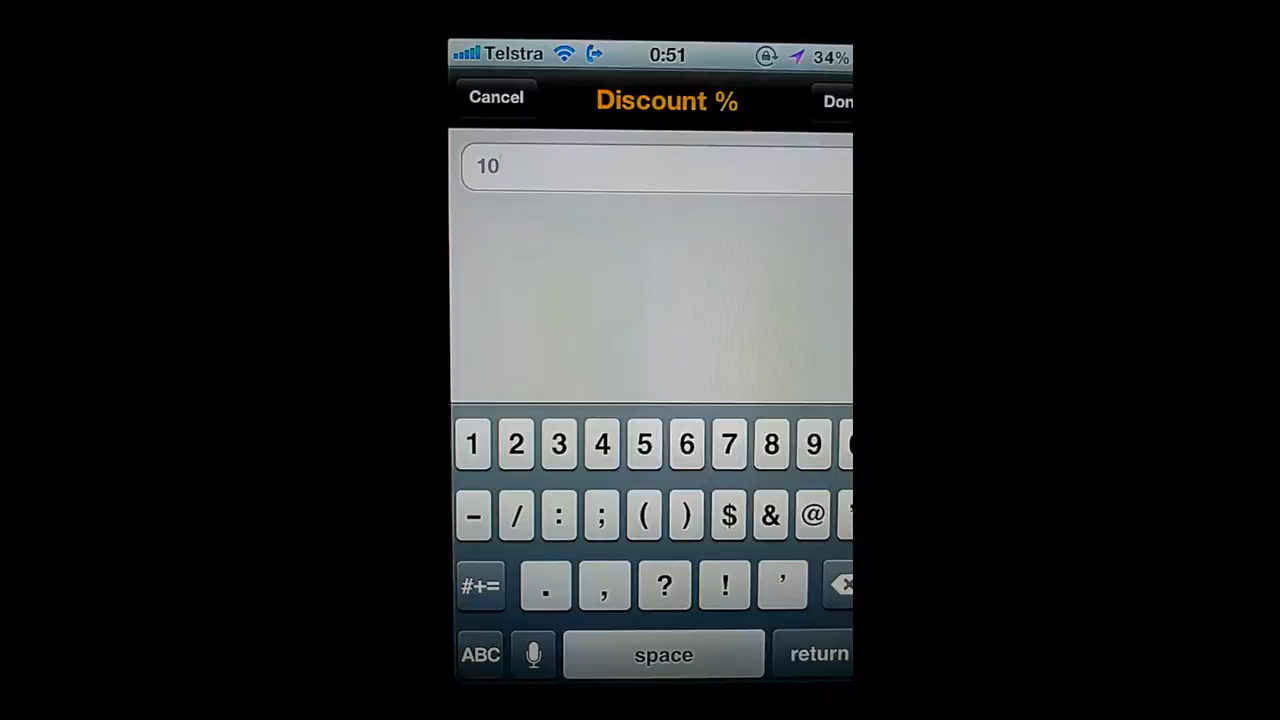 Telstra 0:51 34%
Cancel Discount % Don
10
1 2 3 4 5 6 7 8 9
- / : ; ( ) $ & @
#+= . , ? ! '
ABC space return